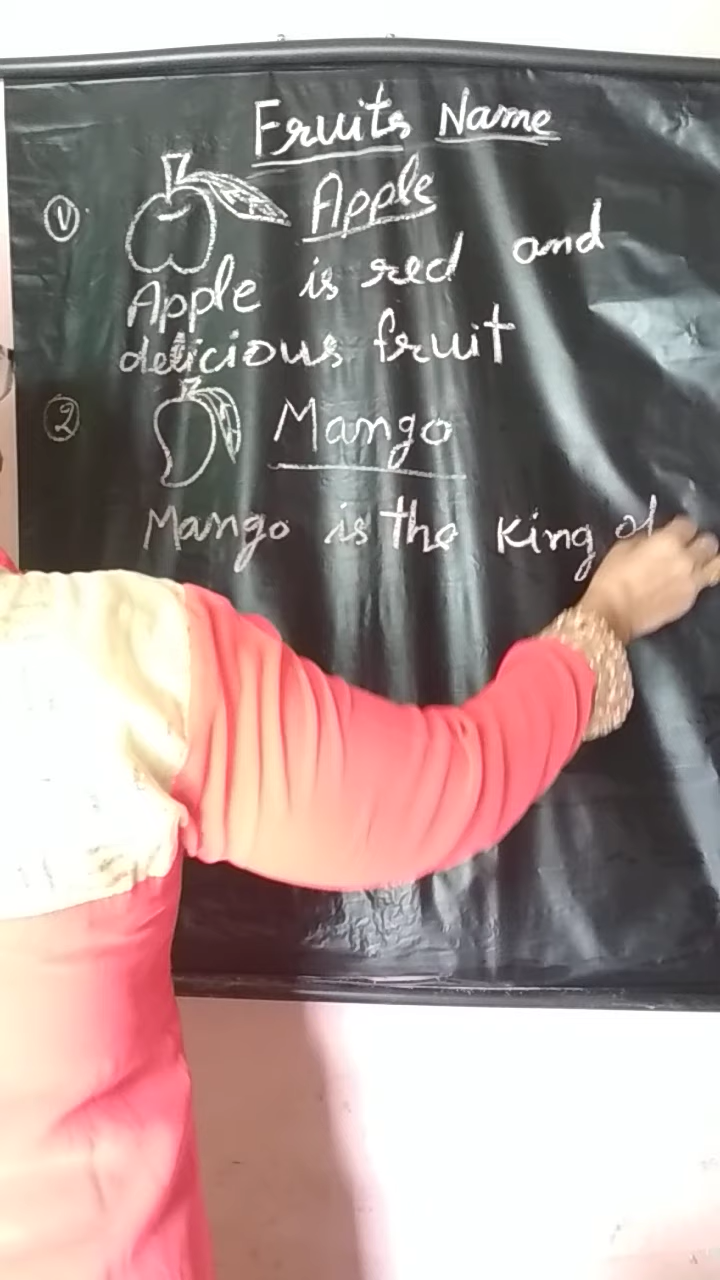 Fruits Name
① Apple
Apple is red and
delicious fruit
② Mango
Mango is the King of